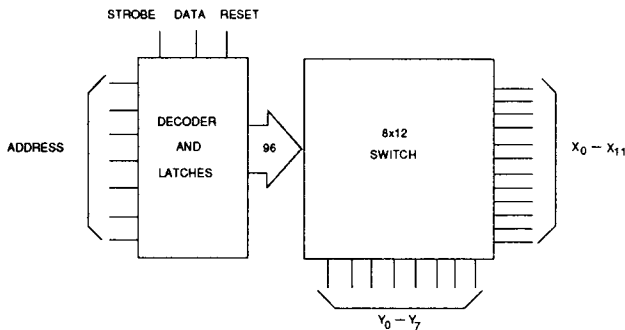 STROBE DATA RESET
ADDRESS
DECODER
AND
LATCHES
96
8x12
SWITCH
X0 – X11
Y0 – Y7